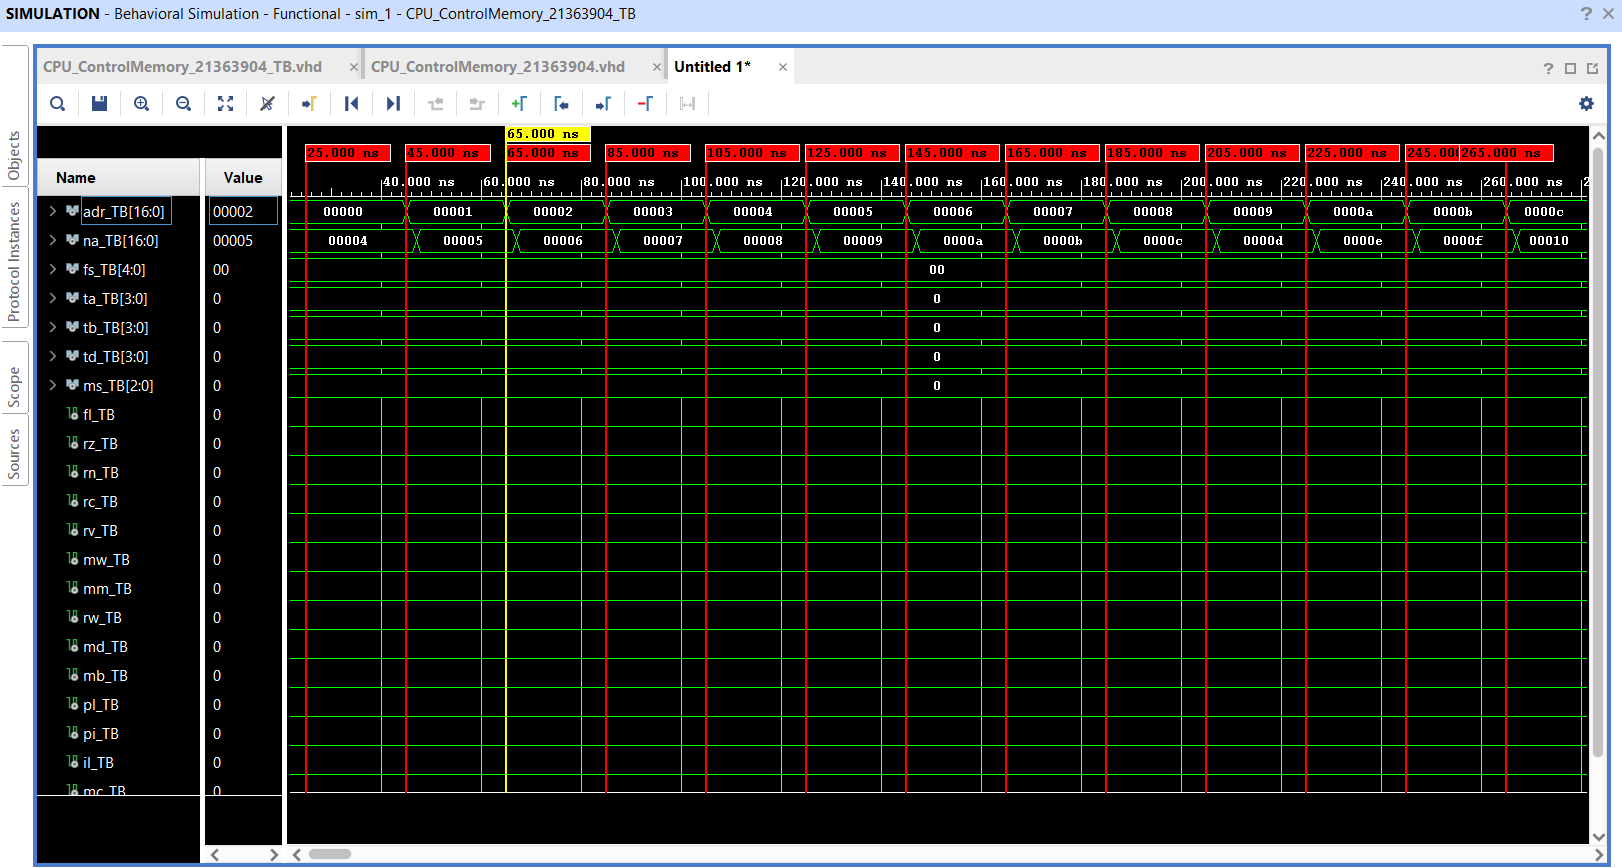 SIMULATION - Behavioral Simulation - Functional - sim_1 - CPU_ControlMemory_21363904_TB
CPU_ControlMemory_21363904_TB.vhd CPU_ControlMemory_21363904.vhd Untitled 1*
65.000 ns
25.000 ns 45.000 ns 65.000 ns 85.000 ns 105.000 ns 125.000 ns 145.000 ns 165.000 ns 185.000 ns 205.000 ns 225.000 ns 245.00 265.000 ns
Name Value 40.000 ns 60.000 ns 80.000 ns 100.000 ns 120.000 ns 140.000 ns 160.000 ns 180.000 ns 200.000 ns 220.000 ns 240.000 ns 260.000 ns 2
adr_TB[16:0] 00002 00000 00001 00002 00003 00004 00005 00006 00007 00008 00009 0000a 0000b 0000c
na_TB[16:0] 00005 00004 00005 00006 00007 00008 00009 0000a 0000b 0000c 0000d 0000e 0000f 00010
fs_TB[4:0] 00 00
ta_TB[3:0] 0 0
tb_TB[3:0] 0 0
td_TB[3:0] 0 0
ms_TB[2:0] 0 0
fl_TB 0
rz_TB 0
rn_TB 0
rc_TB 0
rv_TB 0
mw_TB 0
mm_TB 0
rw_TB 0
md_TB 0
mb_TB 0
pl_TB 0
pi_TB 0
il_TB 0
mc_TB 0
Objects
Protocol Instances
Scope
Sources